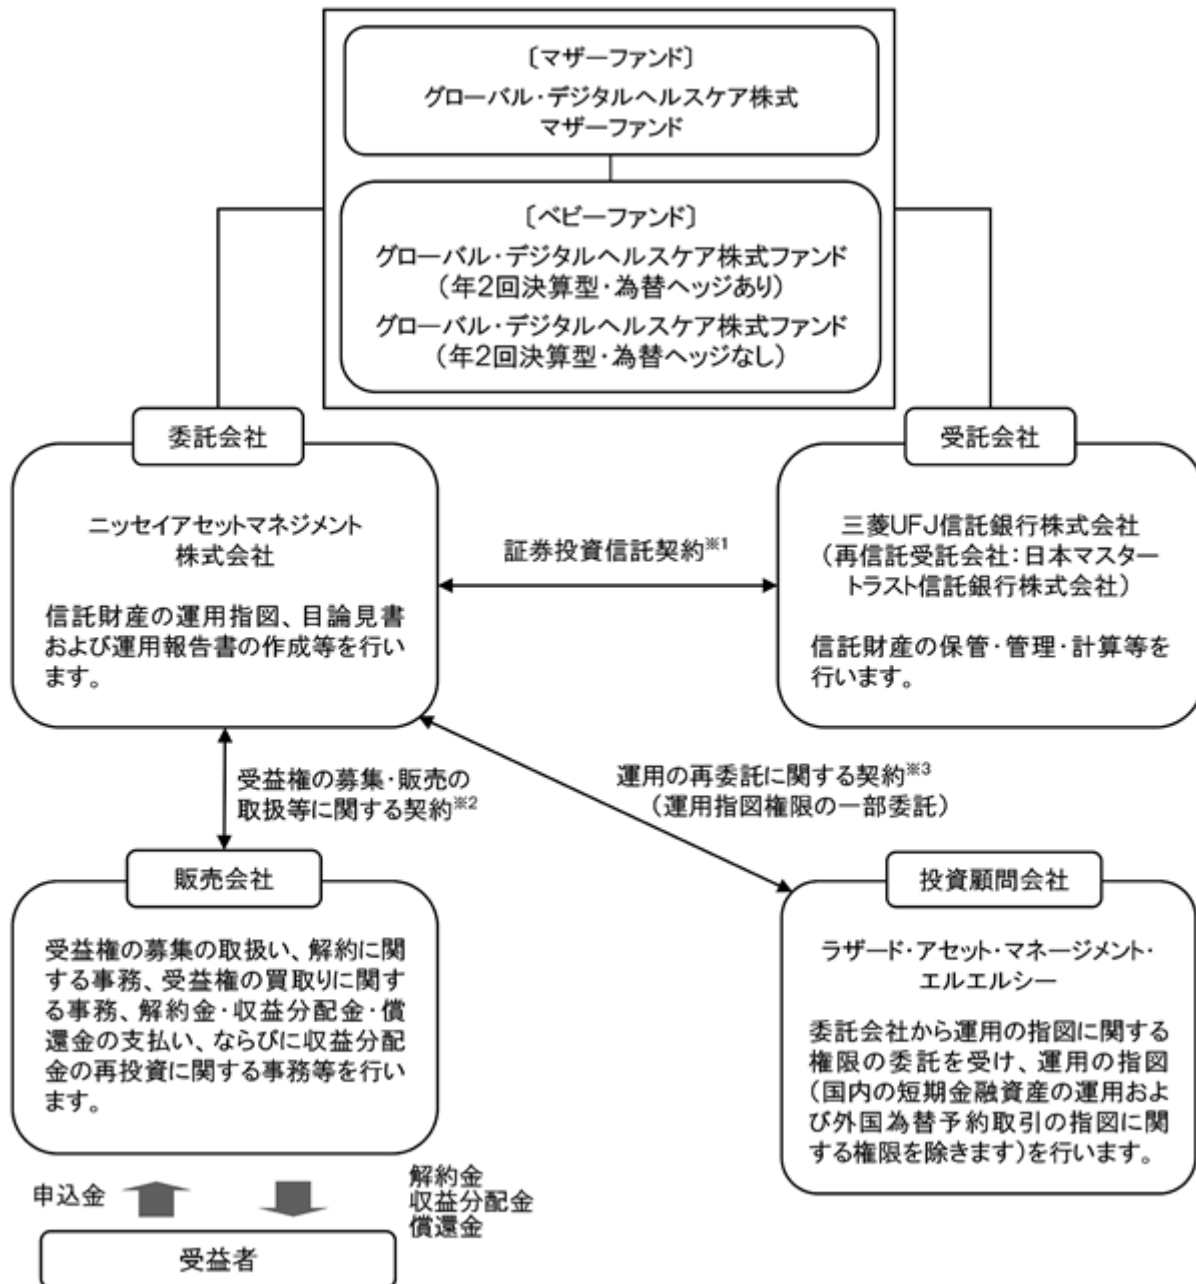 〔マザーファンド〕
グローバル・デジタルヘルスケア株式
マザーファンド
〔ベビーファンド〕
グローバル・デジタルヘルスケア株式ファンド
（年2回決算型・為替ヘッジあり）
グローバル・デジタルヘルスケア株式ファンド
（年2回決算型・為替ヘッジなし）
委託会社
ニッセイアセットマネジメント
株式会社
信託財産の運用指図、目論見書
および運用報告書の作成等を行い
ます。
証券投資信託契約※1
受託会社
三菱UFJ信託銀行株式会社
（再信託受託会社：日本マスター
トラスト信託銀行株式会社）
信託財産の保管・管理・計算等を
行います。
受益権の募集・販売の
取扱等に関する契約※2
運用の再委託に関する契約※3
（運用指図権限の一部委託）
販売会社
受益権の募集の取扱い、解約に関
する事務、受益権の買取りに関す
る事務、解約金・収益分配金・償
還金の支払い、ならびに収益分配
金の再投資に関する事務等を行い
ます。
投資顧問会社
ラザード・アセット・マネージメント・
エルエルシー
委託会社から運用の指図に関する
権限の委託を受け、運用の指図
（国内の短期金融資産の運用およ
び外国為替予約取引の指図に関
する権限を除きます）を行います。
申込金
解約金
収益分配金
償還金
受益者